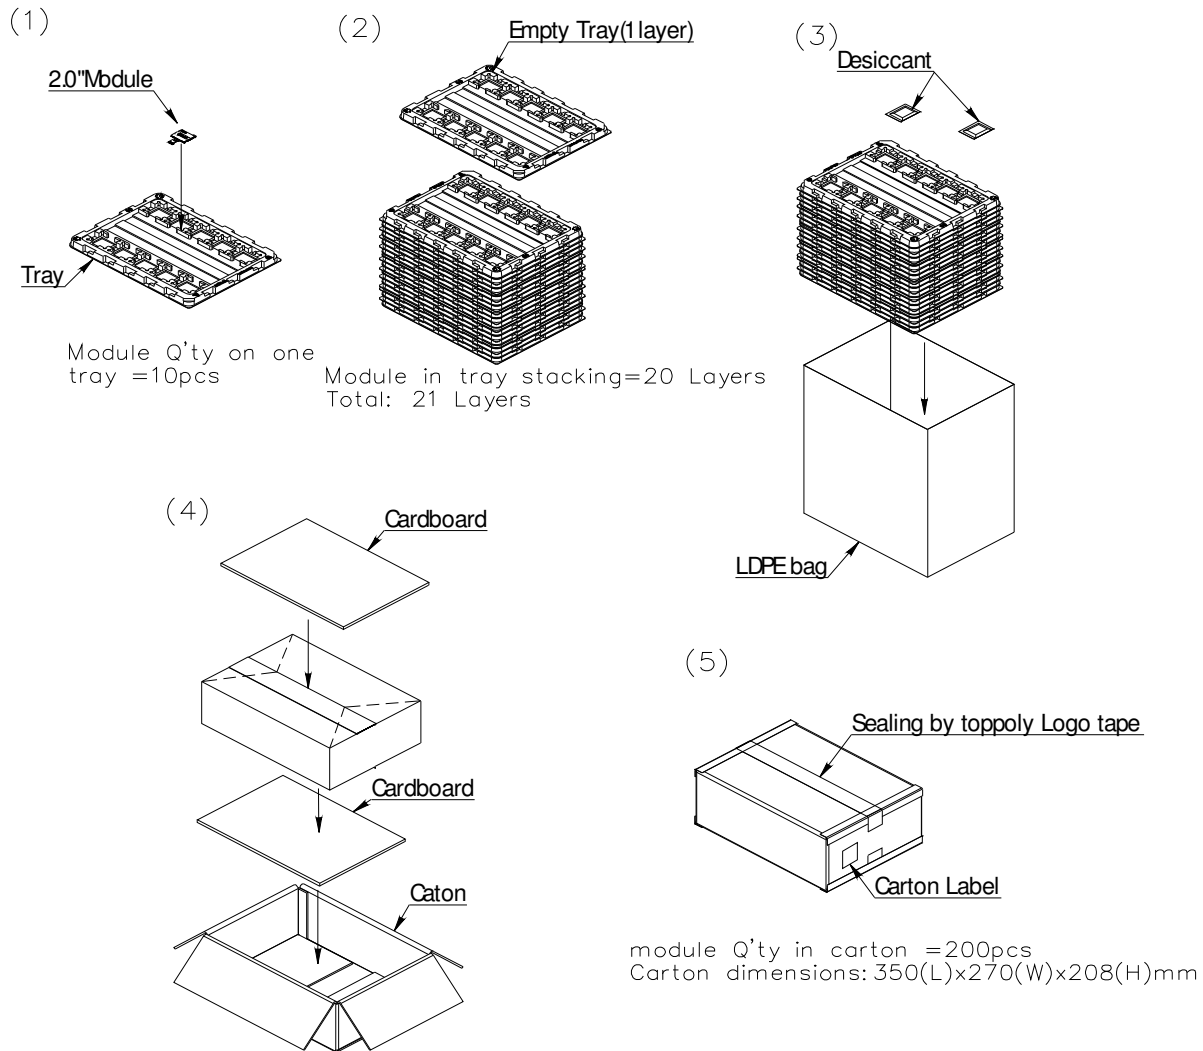 (1)
2.0"Module
Tray
Module Q'ty on one
tray =10pcs
(2)
Empty Tray(1layer)
Module in tray stacking=20 Layers
Total: 21 Layers
(3)
Desiccant
LDPE bag
(4)
Cardboard
Cardboard
Caton
(5)
Sealing by toppoly Logo tape
Carton Label
module Q'ty in carton =200pcs
Carton dimensions: 350(L)x270(W)x208(H)mm